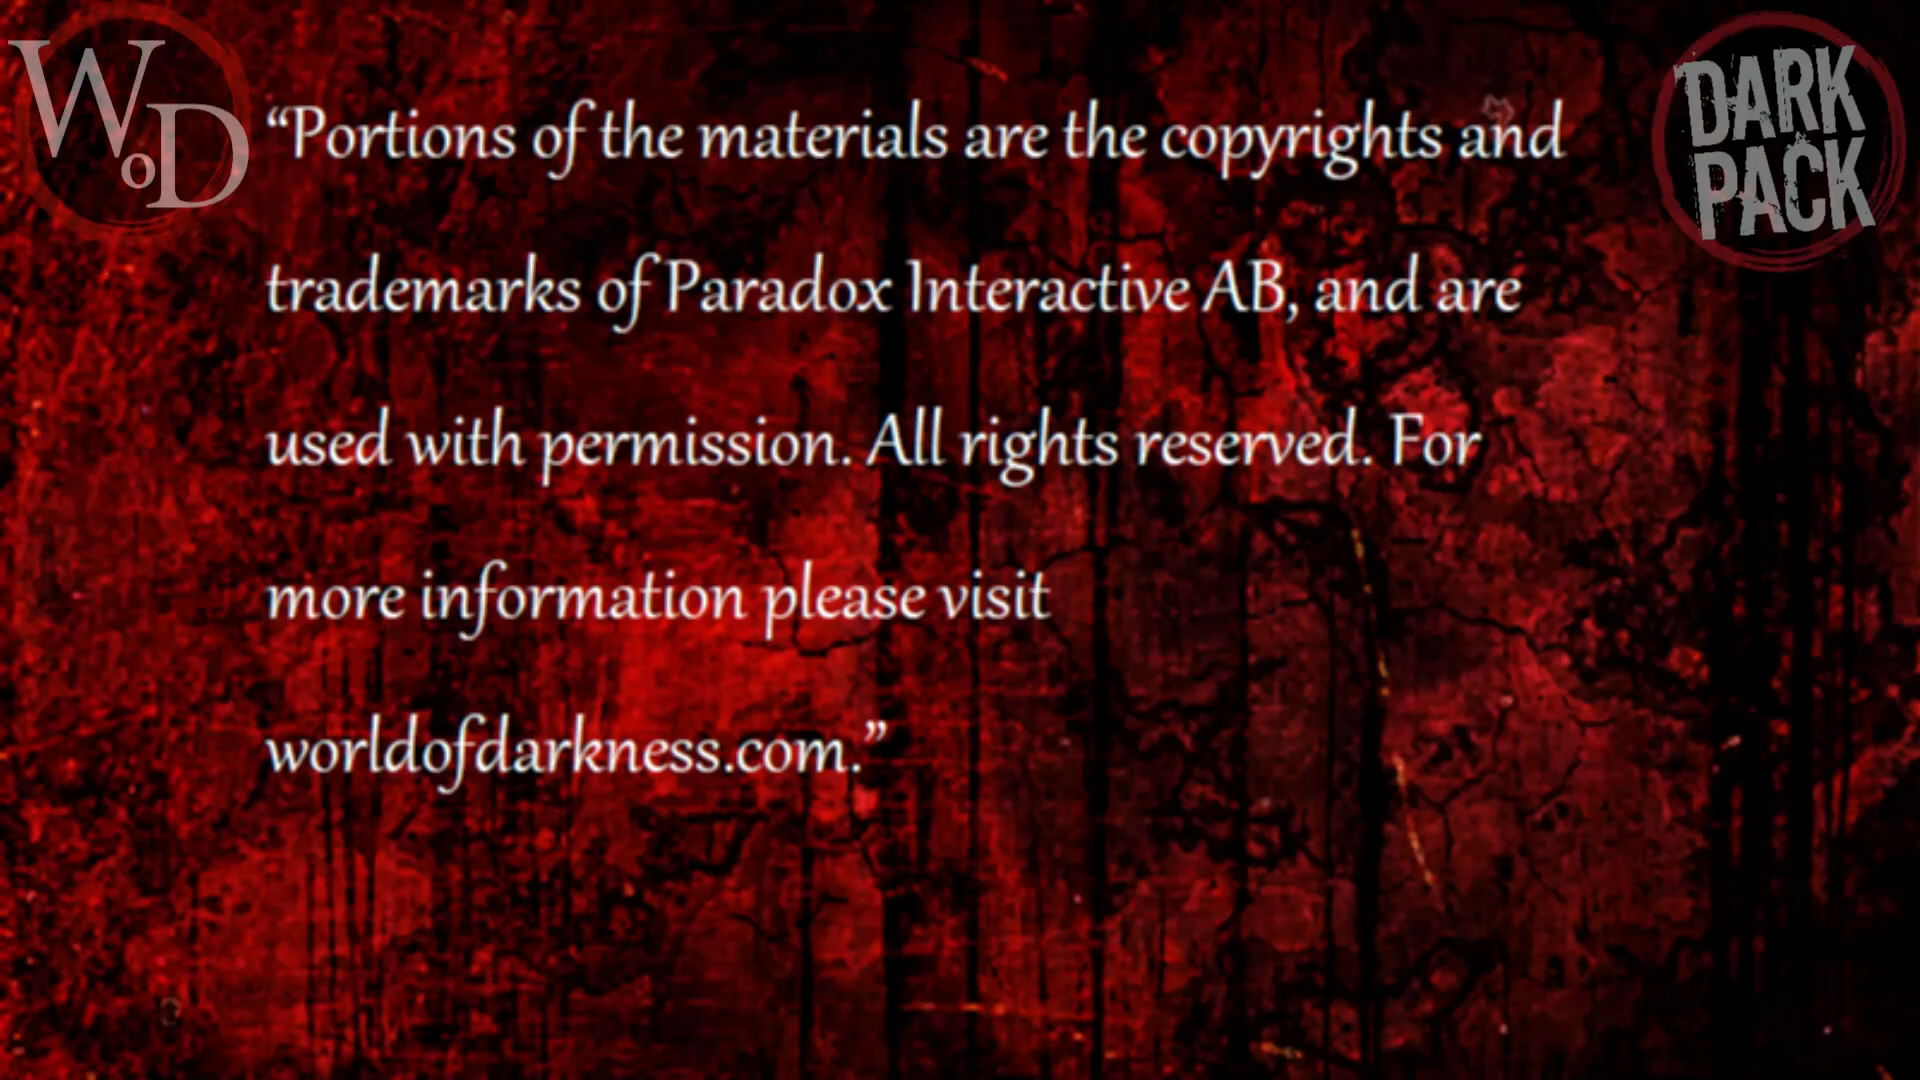 WoD
DARK
PACK
“Portions of the materials are the copyrights and
trademarks of Paradox Interactive AB, and are
used with permission. All rights reserved. For
more information please visit
worldofdarkness.com.”